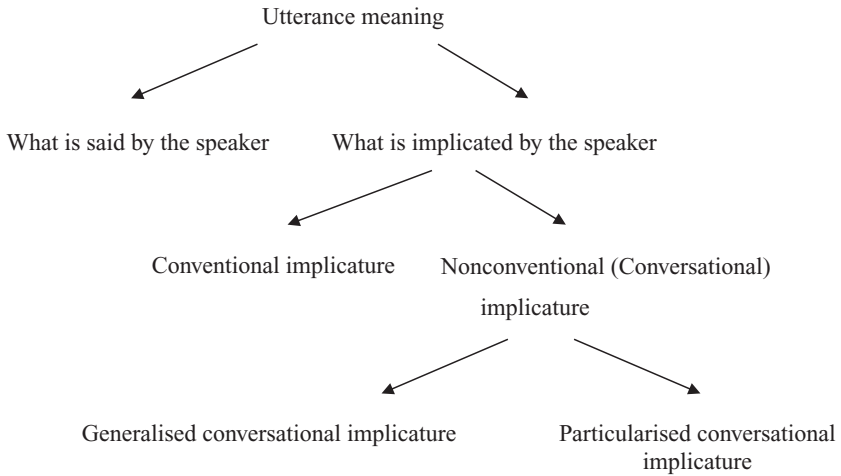 Utterance meaning
What is said by the speaker
What is implicated by the speaker
Conventional implicature
Nonconventional (Conversational)
implicature
Generalised conversational implicature
Particularised conversational
implicature